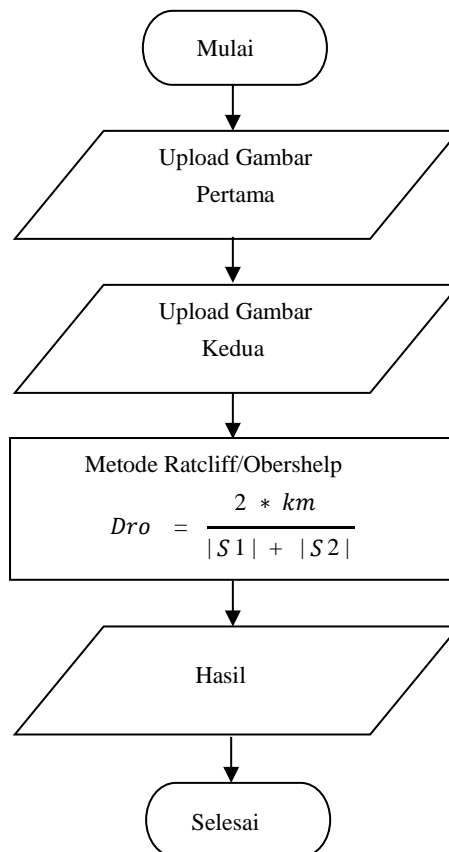 Mulai
Upload Gambar
Pertama
Upload Gambar
Kedua
Metode Ratcliff/Obershelp
Dro = 2 * km
|S1| + |S2|
Hasil
Selesai